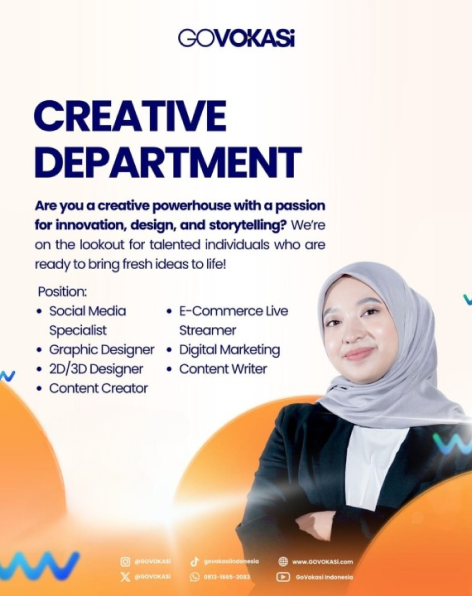 GOVOKASi
CREATIVE
DEPARTMENT
Are you a creative powerhouse with a passion
for innovation, design, and storytelling? We're
on the lookout for talented individuals who are
ready to bring fresh ideas to life!
Position:
• Social Media
Specialist
• Graphic Designer
• 2D/3D Designer
• Content Creator
• E-Commerce Live
Streamer
• Digital Marketing
• Content Writer
@GOVOKASI
govokasiindonesia
www.GOVOKASI.com
@GOVOKASI
GoVokasi Indonesia